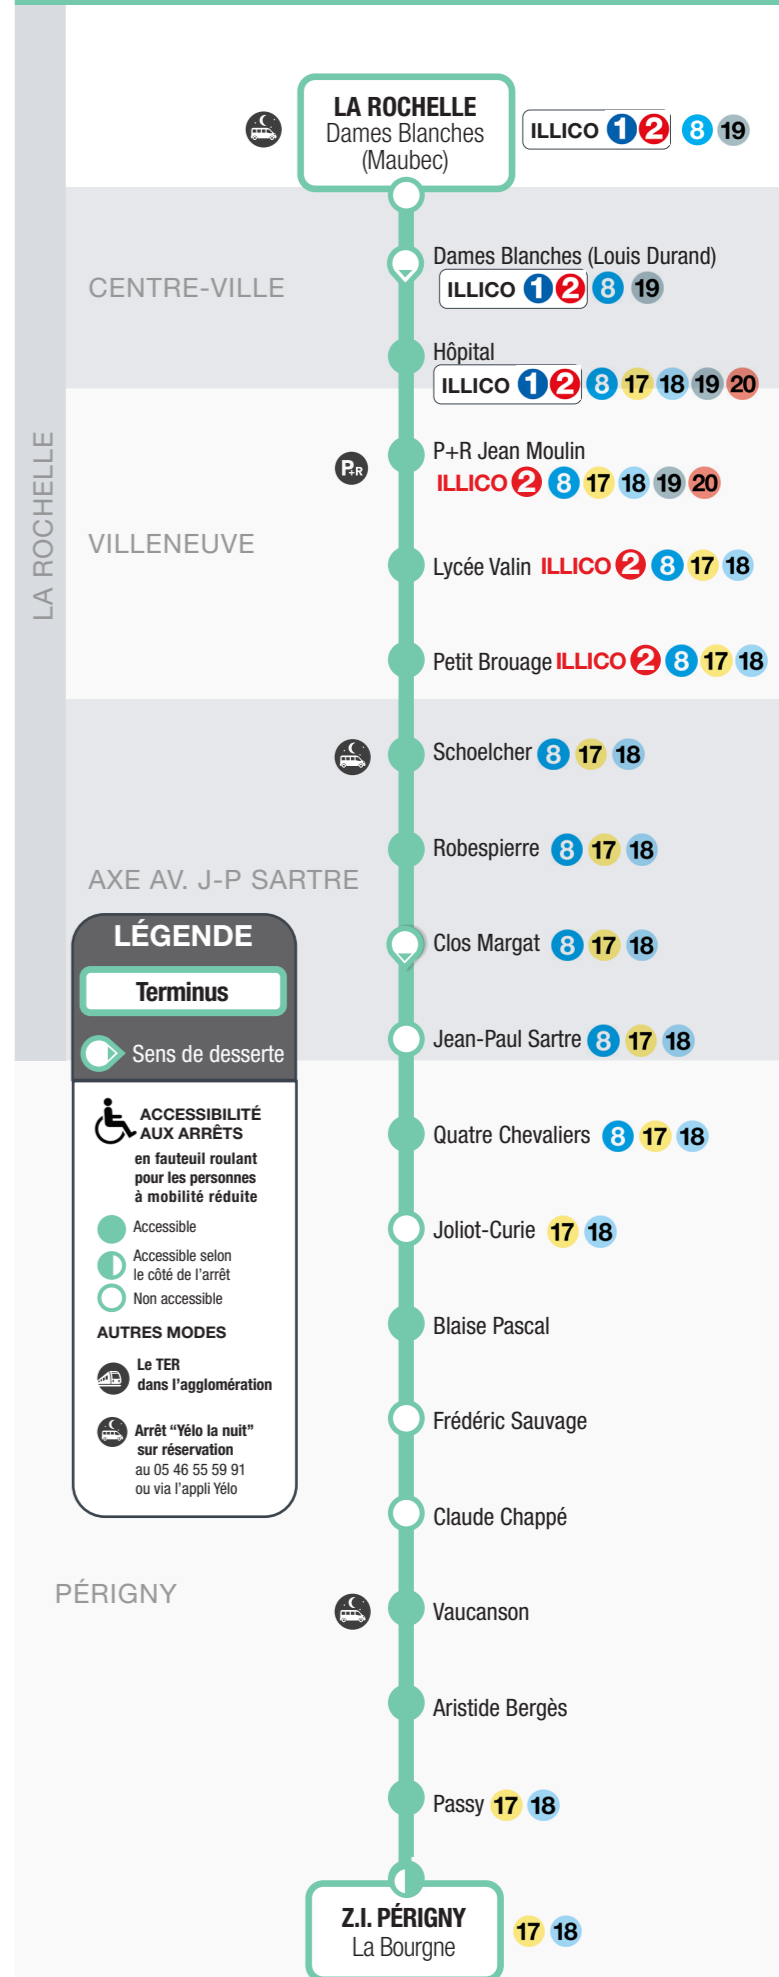 LA ROCHELLE
Dames Blanches
(Maubec)
ILLICO 1 2 8 19
LA ROCHELLE
CENTRE-VILLE
Dames Blanches (Louis Durand)
ILLICO 1 2 8 19
Hôpital
ILLICO 1 2 8 17 18 19 20
VILLENEUVE
P+R
P+R Jean Moulin
ILLICO 2 8 17 18 19 20
Lycée Valin ILLICO 2 8 17 18
Petit Brouage ILLICO 2 8 17 18
AXE AV. J-P SARTRE
Schoelcher 8 17 18
Robespierre 8 17 18
Clos Margat 8 17 18
Jean-Paul Sartre 8 17 18
PÉRIGNY
Quatre Chevaliers 8 17 18
Joliot-Curie 17 18
Blaise Pascal
Frédéric Sauvage
Claude Chappé
Vaucanson
Aristide Bergès
Passy 17 18
Z.I. PÉRIGNY
La Bourgne
17 18
LÉGENDE
Terminus
Sens de desserte
ACCESSIBILITÉ
AUX ARRÊTS
en fauteuil roulant
pour les personnes
à mobilité réduite
Accessible
Accessible selon
le côté de l'arrêt
Non accessible
AUTRES MODES
Le TER
dans l'agglomération
Arrêt "Yélo la nuit"
sur réservation
au 05 46 55 59 91
ou via l'appli Yélo